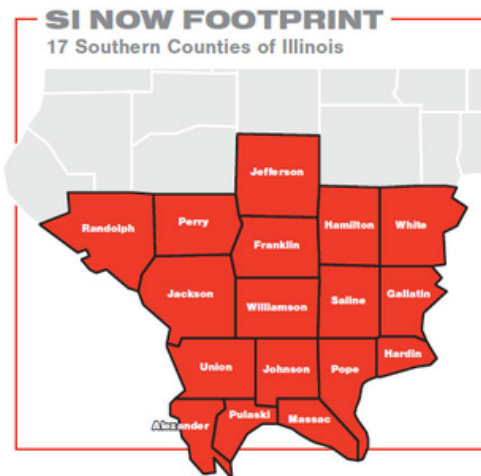 SI NOW FOOTPRINT
17 Southern Counties of Illinois
Jefferson
Randolph
Perry
Hamilton
White
Franklin
Jackson
Williamson
Saline
Gallatin
Hardin
Union
Johnson
Pope
Alexander
Pulaski
Massac